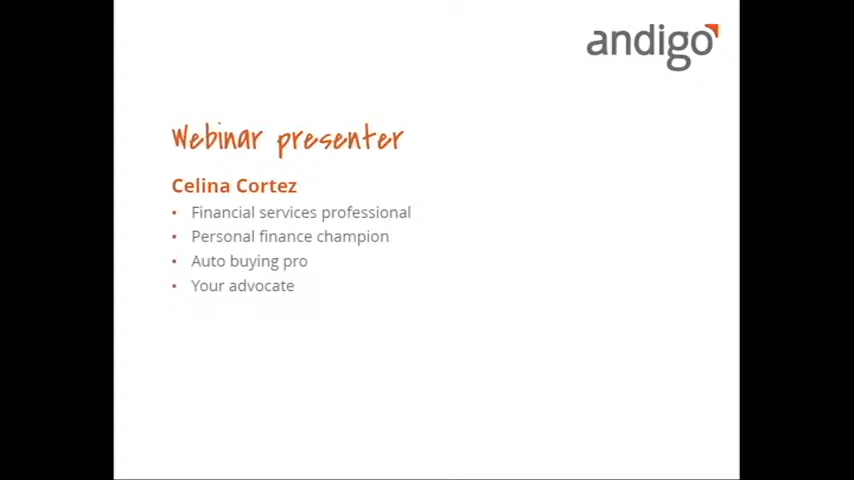 andigo
Webinar presenter
Celina Cortez
• Financial services professional
• Personal finance champion
• Auto buying pro
• Your advocate